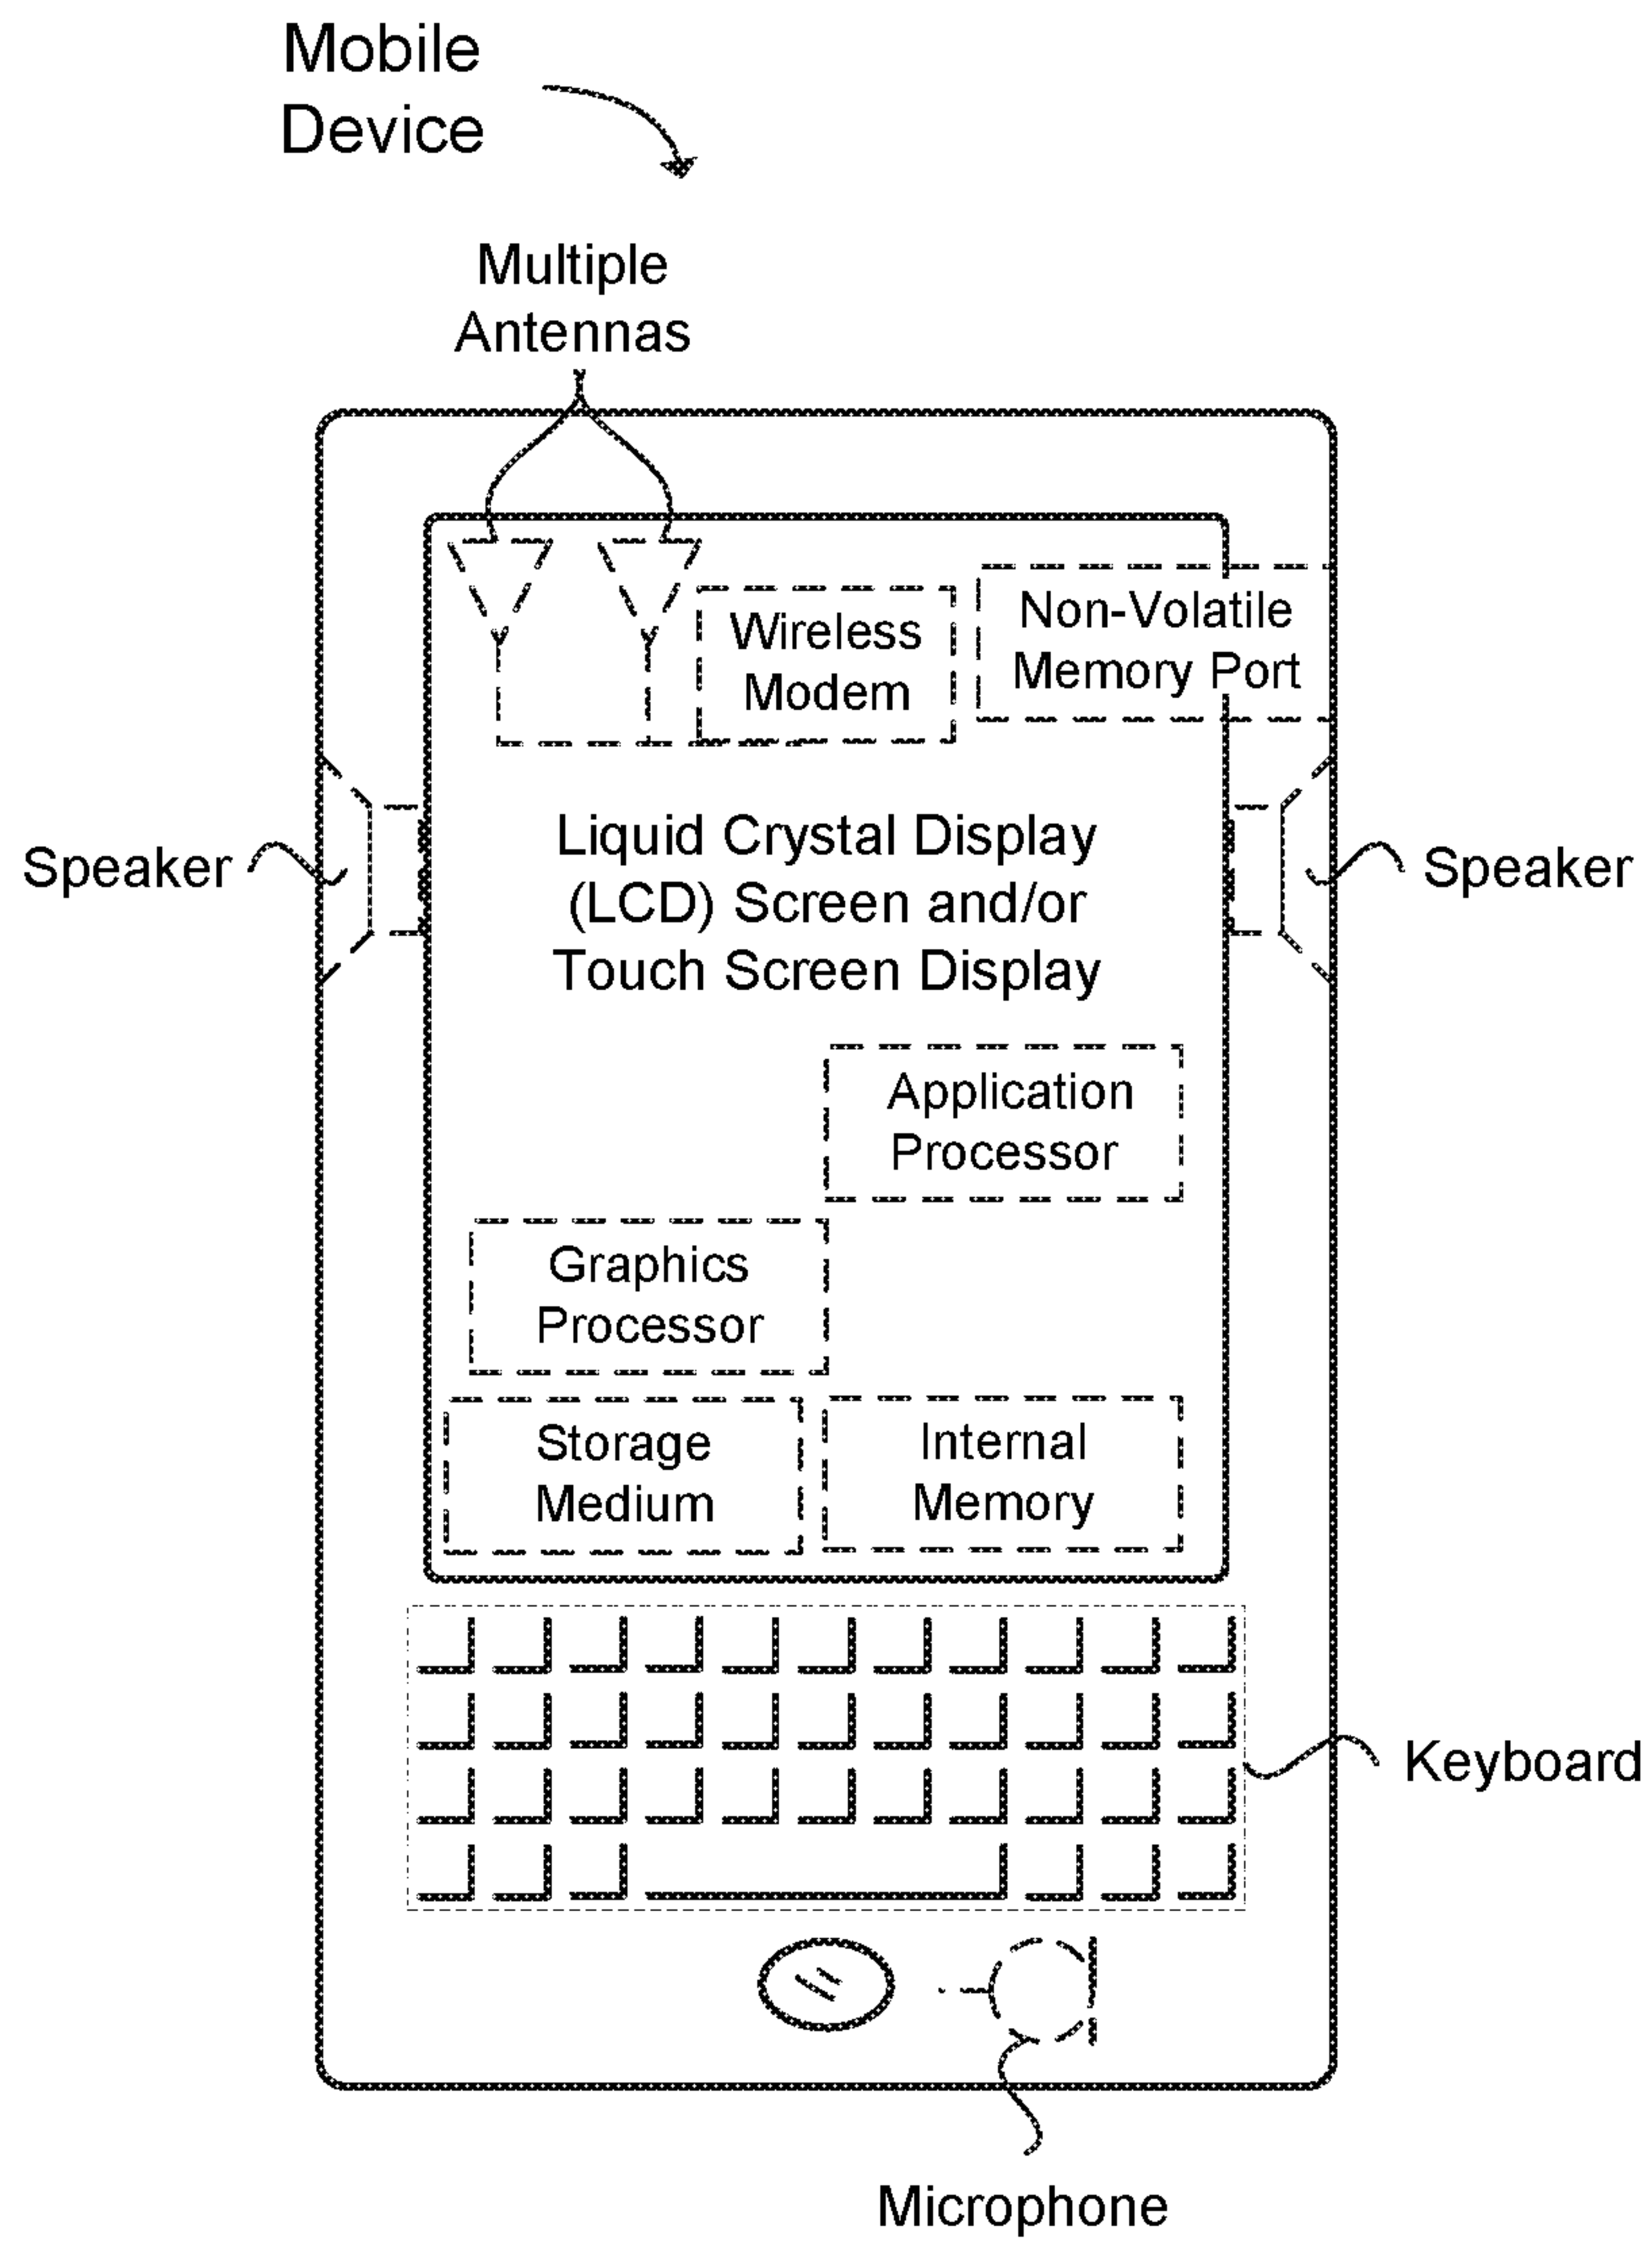 Mobile
Device
Multiple
Antennas
Wireless
Modem
Non-Volatile
Memory Port
Speaker
Liquid Crystal Display
(LCD) Screen and/or
Touch Screen Display
Speaker
Application
Processor
Graphics
Processor
Storage
Medium
Internal
Memory
Keyboard
Microphone